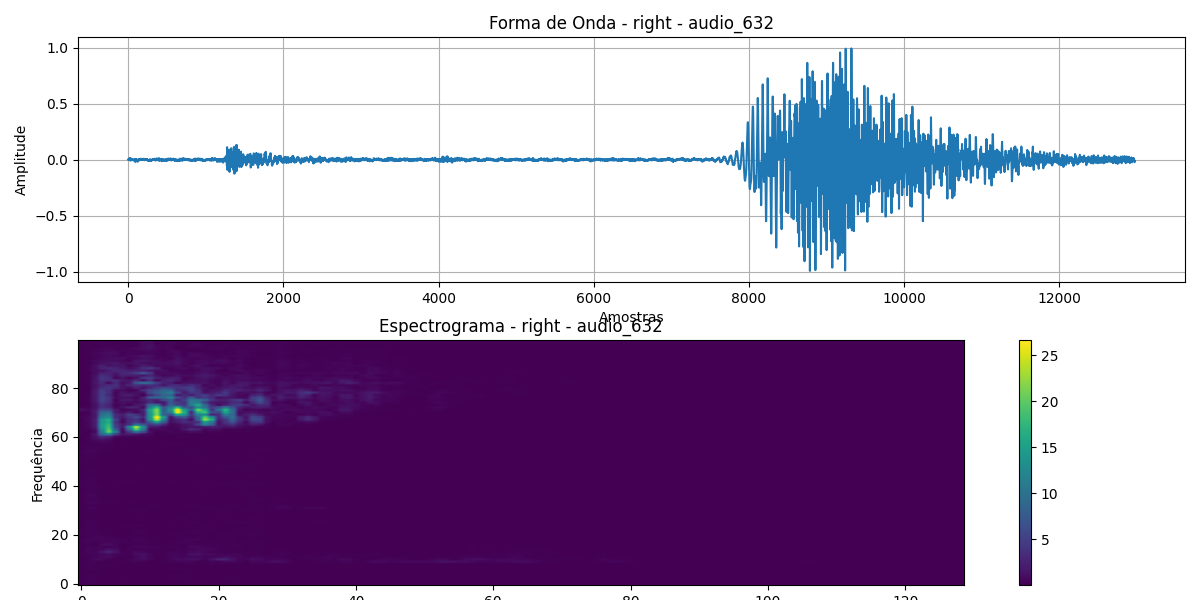 Forma de Onda - right - audio_632
1.0
0.5
0.0
−0.5
−1.0
Amplitude
0 2000 4000 6000 8000 10000 12000
Amostras
Espectrograma - right - audio_632
80
60
40
20
0
Frequência
0 20 40 60 80 100 120
25
20
15
10
5